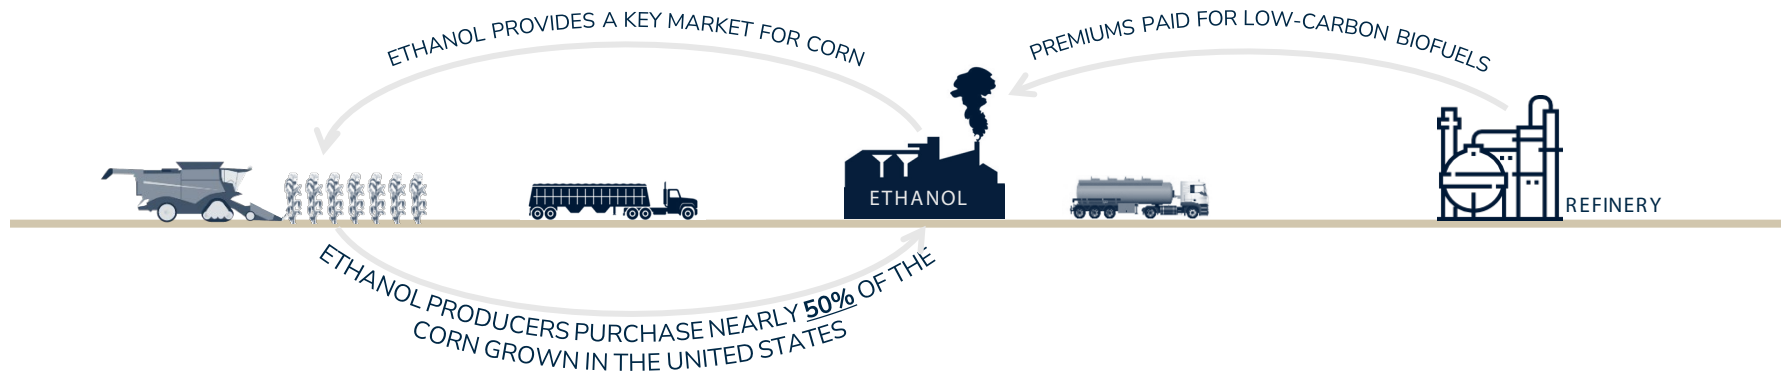 ETHANOL PROVIDES A KEY MARKET FOR CORN
PREMIUMS PAID FOR LOW-CARBON BIOFUELS
ETHANOL
REFINERY
ETHANOL PRODUCERS PURCHASE NEARLY 50% OF THE
CORN GROWN IN THE UNITED STATES